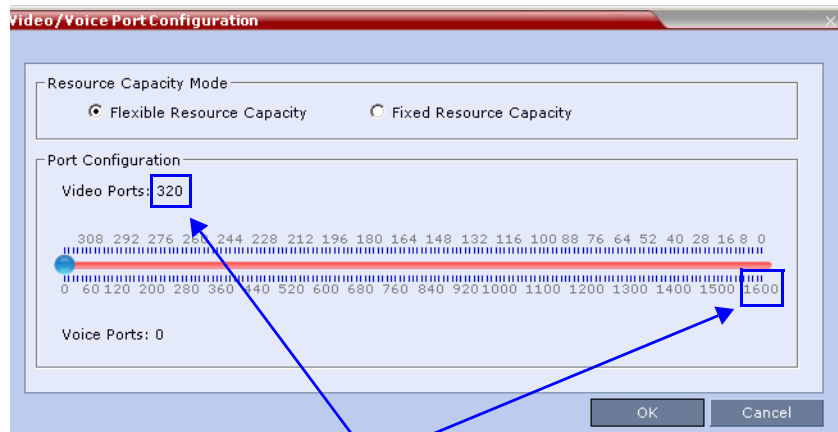 Video/Voice Port Configuration
Resource Capacity Mode
Flexible Resource Capacity Fixed Resource Capacity
Port Configuration
Video Ports: 320
308 292 276 260 244 228 212 196 180 164 148 132 116 100 88 76 64 52 40 28 16 8 0
0 60 120 200 280 360 440 520 600 680 760 840 920 1000 1100 1200 1300 1400 1500 1600
Voice Ports: 0
OK Cancel